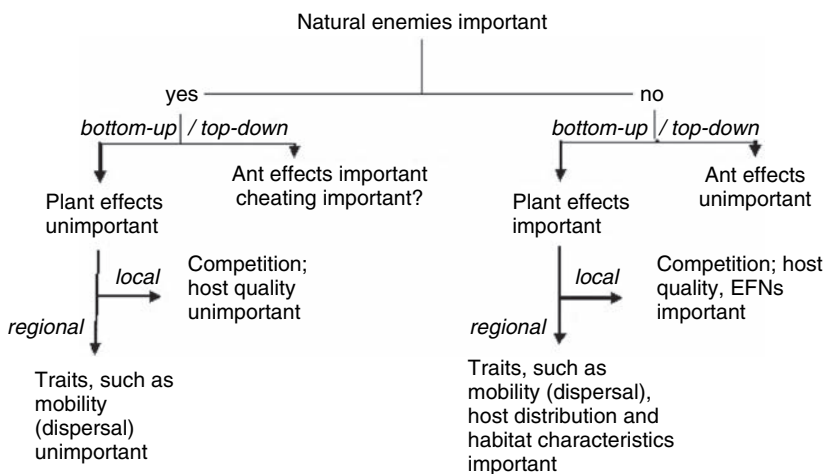 Natural enemies important
yes
no
bottom-up / top-down
bottom-up / top-down
Plant effects
unimportant
Ant effects important
cheating important?
Plant effects
important
Ant effects
unimportant
local
Competition;
host quality
unimportant
local
Competition; host
quality, EFNs
important
regional
regional
Traits, such as
mobility
(dispersal)
unimportant
Traits, such as
mobility (dispersal),
host distribution and
habitat characteristics
important